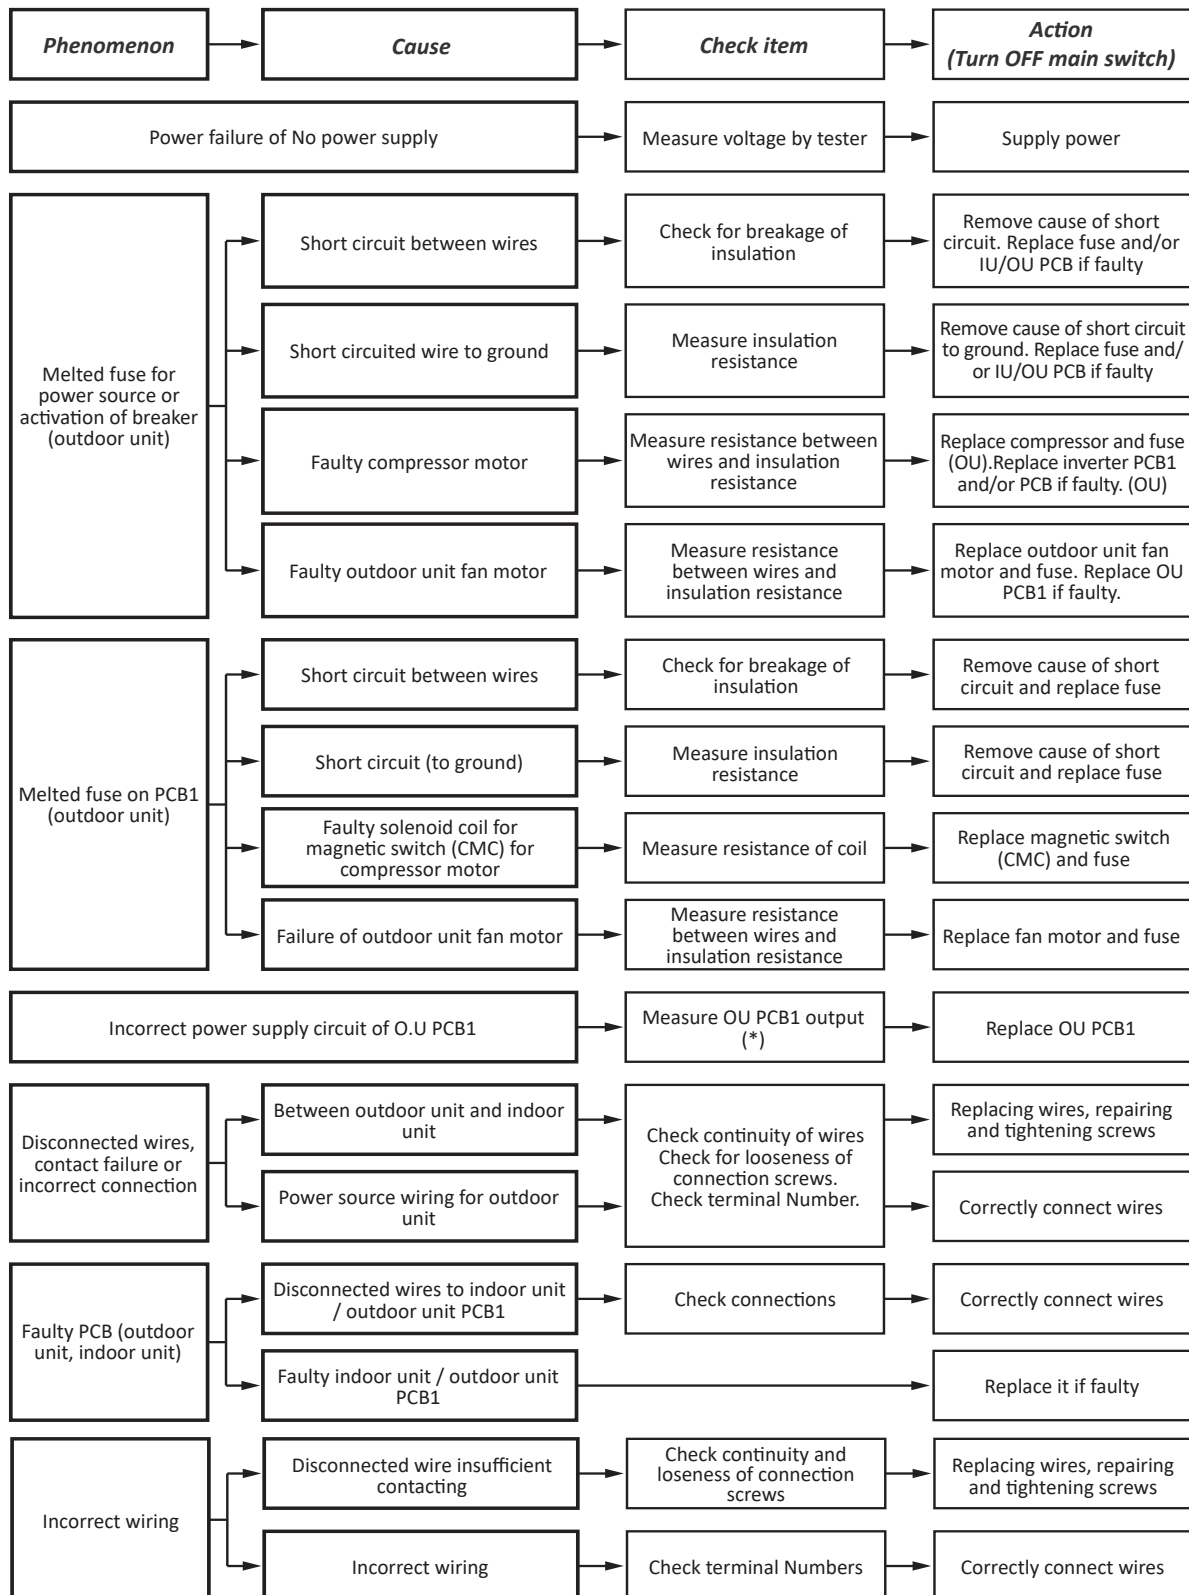 Phenomenon
Cause
Check item
Action
(Turn OFF main switch)
Power failure of No power supply
Measure voltage by tester
Supply power
Melted fuse for
power source or
activation of breaker
(outdoor unit)
Short circuit between wires
Check for breakage of
insulation
Remove cause of short
circuit. Replace fuse and/or
IU/OU PCB if faulty
Short circuited wire to ground
Measure insulation
resistance
Remove cause of short circuit
to ground. Replace fuse and/
or IU/OU PCB if faulty
Faulty compressor motor
Measure resistance between
wires and insulation
resistance
Replace compressor and fuse
(OU).Replace inverter PCB1
and/or PCB if faulty. (OU)
Faulty outdoor unit fan motor
Measure resistance
between wires and
insulation resistance
Replace outdoor unit fan
motor and fuse. Replace OU
PCB1 if faulty.
Melted fuse on PCB1
(outdoor unit)
Short circuit between wires
Check for breakage of
insulation
Remove cause of short
circuit and replace fuse
Short circuit (to ground)
Measure insulation
resistance
Remove cause of short
circuit and replace fuse
Faulty solenoid coil for
magnetic switch (CMC) for
compressor motor
Measure resistance of coil
Replace magnetic switch
(CMC) and fuse
Failure of outdoor unit fan motor
Measure resistance
between wires and
insulation resistance
Replace fan motor and fuse
Incorrect power supply circuit of O.U PCB1
Measure OU PCB1 output
(*)
Replace OU PCB1
Disconnected wires,
contact failure or
incorrect connection
Between outdoor unit and indoor
unit
Power source wiring for outdoor
unit
Check continuity of wires
Check for looseness of
connection screws.
Check terminal Number.
Replacing wires, repairing
and tightening screws
Correctly connect wires
Faulty PCB (outdoor
unit, indoor unit)
Disconnected wires to indoor unit
/ outdoor unit PCB1
Check connections
Correctly connect wires
Faulty indoor unit / outdoor unit
PCB1
Replace it if faulty
Incorrect wiring
Disconnected wire insufficient
contacting
Check continuity and
loseness of connection
screws
Replacing wires, repairing
and tightening screws
Incorrect wiring
Check terminal Numbers
Correctly connect wires